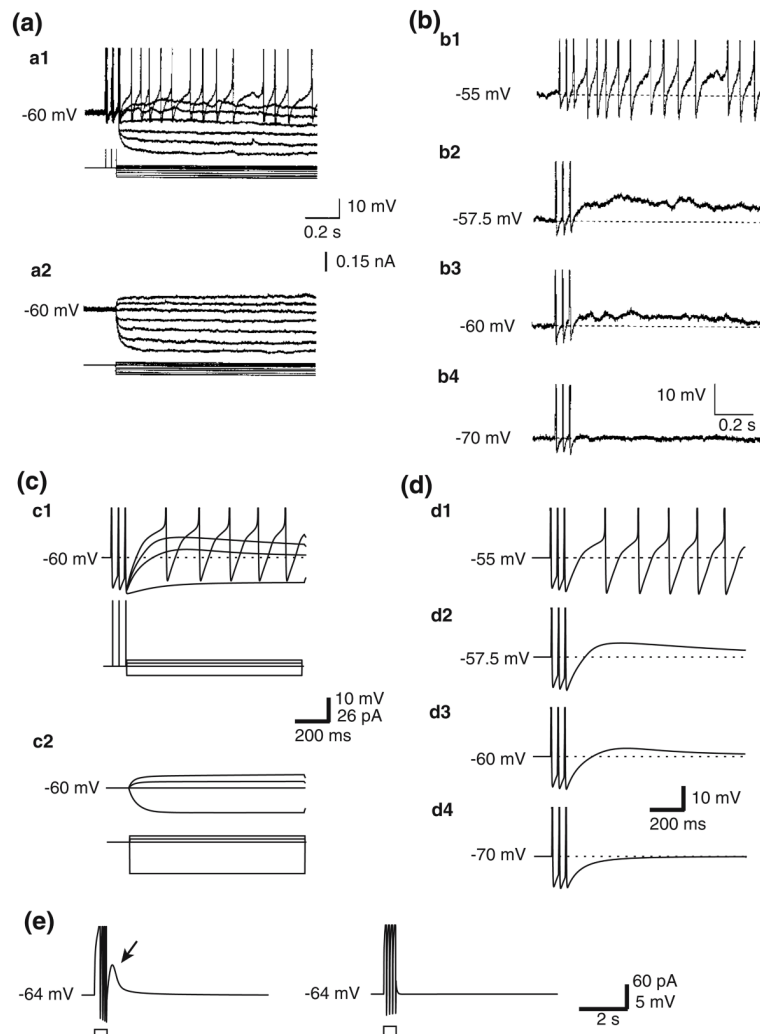 (a)
a1
-60 mV
10 mV
0.2 s
0.15 nA
a2
-60 mV
(b)
b1
-55 mV
b2
-57.5 mV
b3
-60 mV
b4
10 mV
0.2 s
-70 mV
(c)
c1
-60 mV
10 mV
26 pA
200 ms
c2
-60 mV
(d)
d1
-55 mV
d2
-57.5 mV
d3
-60 mV
10 mV
200 ms
d4
-70 mV
(e)
-64 mV
-64 mV
60 pA
5 mV
2 s